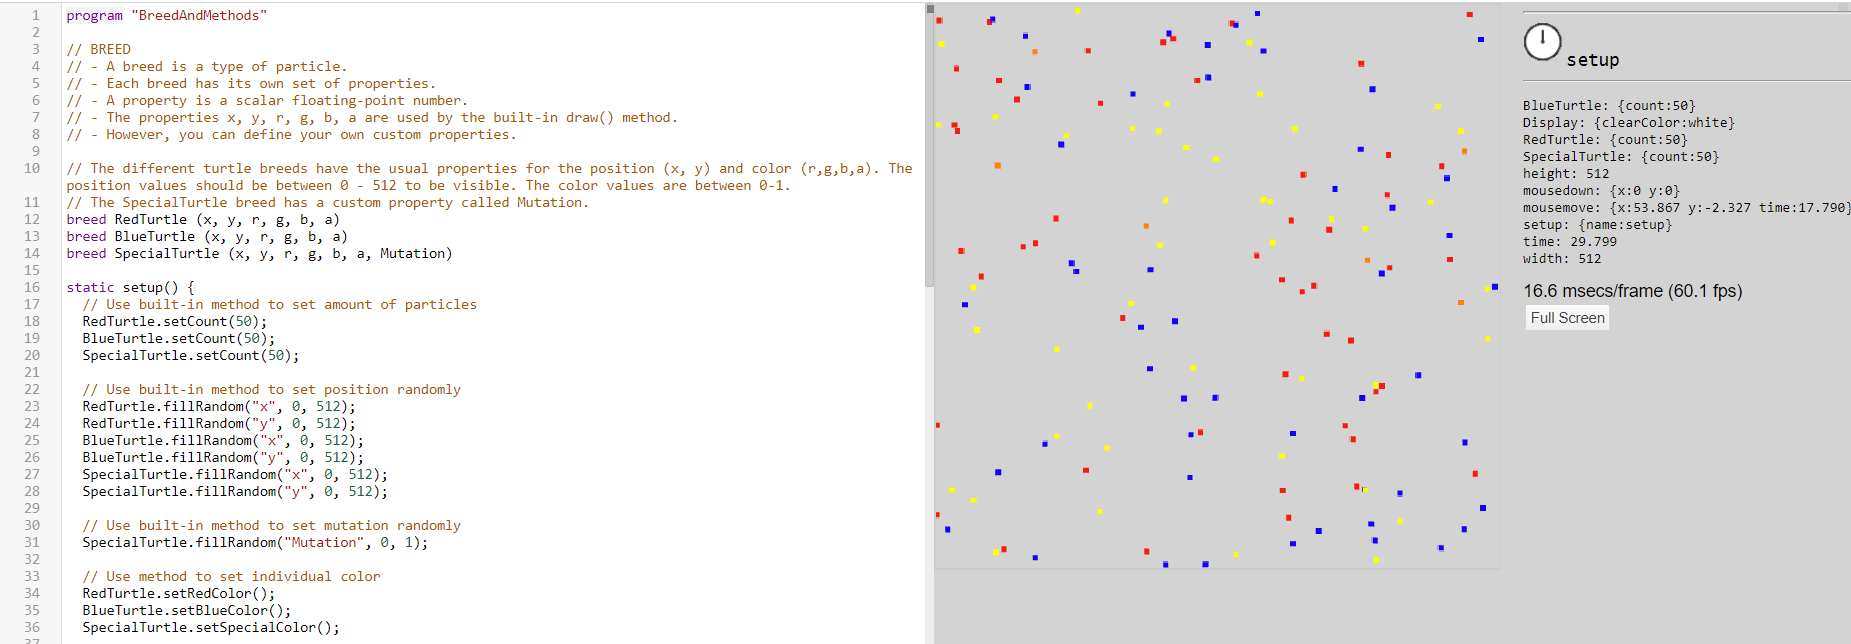 1 program "BreedAndMethods"
2
3 // BREED
4 // - A breed is a type of particle.
5 // - Each breed has its own set of properties.
6 // - A property is a scalar floating-point number.
7 // - The properties x, y, r, g, b, a are used by the built-in draw() method.
8 // - However, you can define your own custom properties.
9
10 // The different turtle breeds have the usual properties for the position (x, y) and color (r,g,b,a). The
position values should be between 0 - 512 to be visible. The color values are between 0-1.
11 // The SpecialTurtle breed has a custom property called Mutation.
12 breed RedTurtle (x, y, r, g, b, a)
13 breed BlueTurtle (x, y, r, g, b, a)
14 breed SpecialTurtle (x, y, r, g, b, a, Mutation)
15
16 static setup() {
17 // Use built-in method to set amount of particles
18 RedTurtle.setCount(50);
19 BlueTurtle.setCount(50);
20 SpecialTurtle.setCount(50);
21
22 // Use built-in method to set position randomly
23 RedTurtle.fillRandom("x", 0, 512);
24 RedTurtle.fillRandom("y", 0, 512);
25 BlueTurtle.fillRandom("x", 0, 512);
26 BlueTurtle.fillRandom("y", 0, 512);
27 SpecialTurtle.fillRandom("x", 0, 512);
28 SpecialTurtle.fillRandom("y", 0, 512);
29
30 // Use built-in method to set mutation randomly
31 SpecialTurtle.fillRandom("Mutation", 0, 1);
32
33 // Use method to set individual color
34 RedTurtle.setRedColor();
35 BlueTurtle.setBlueColor();
36 SpecialTurtle.setSpecialColor();
37
setup
BlueTurtle: {count:50}
Display: {clearColor:white}
RedTurtle: {count:50}
SpecialTurtle: {count:50}
height: 512
mousedown: {x:0 y:0}
mousemove: {x:53.867 y:-2.327 time:17.790}
setup: {name:setup}
time: 29.799
width: 512
16.6 msecs/frame (60.1 fps)
Full Screen